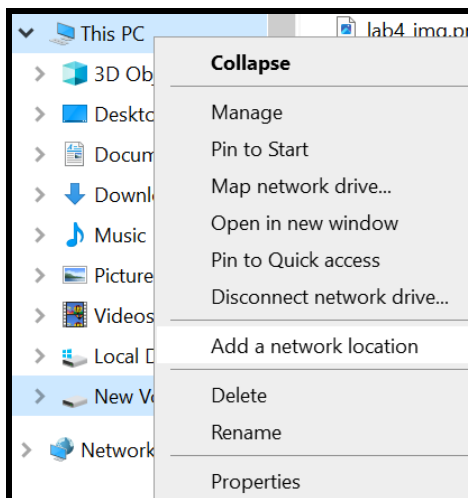 This PC
lab4_img.pr
3D Obj
Deskto
Docum
Downl
Music
Picture
Videos
Local D
New Vo
Network
Collapse
Manage
Pin to Start
Map network drive...
Open in new window
Pin to Quick access
Disconnect network drive...
Add a network location
Delete
Rename
Properties